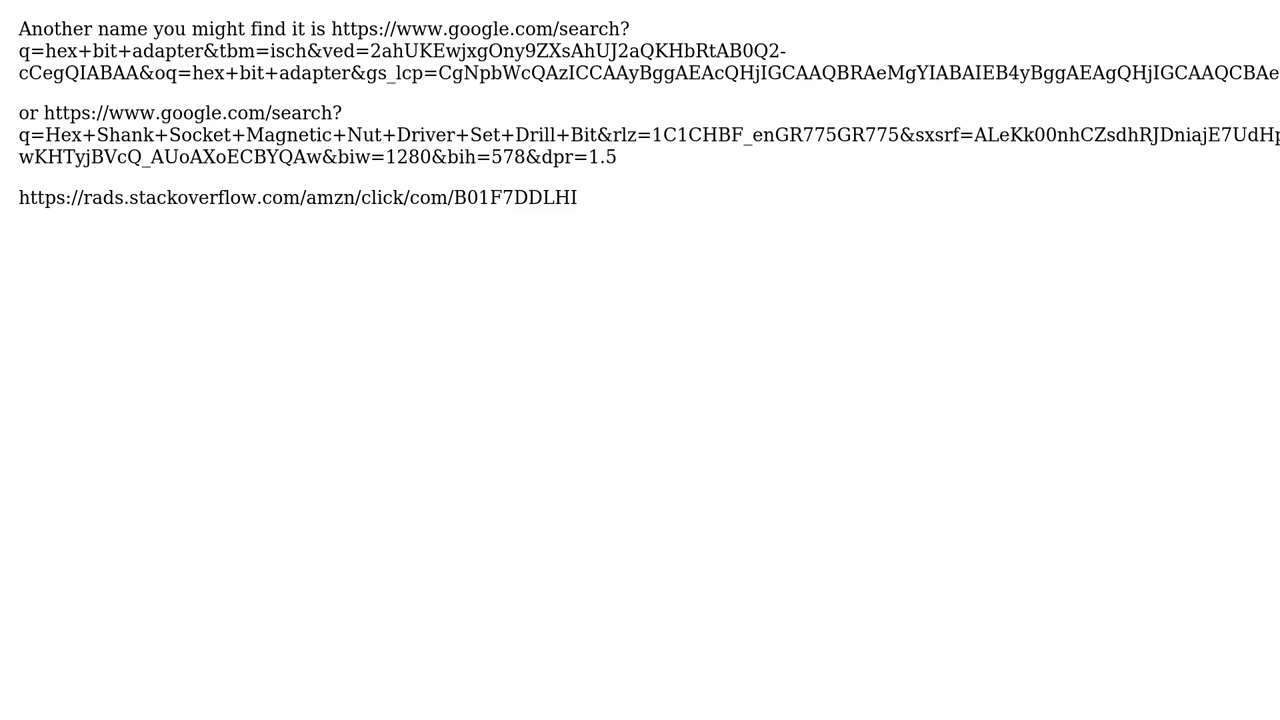 Another name you might find it is https://www.google.com/search?
q=hex+bit+adapter&tbm=isch&ved=2ahUKEwjxgOny9ZXsAhUJ2aQKHbRtAB0Q2-
cCegQIABAA&oq=hex+bit+adapter&gs_lcp=CgNpbWcQAzICCAAyBggAEAcQHjIGCAAQBRAeMgYIABAIEB4yBggAEAgQHjIGCAAQCBAe
or https://www.google.com/search?
q=Hex+Shank+Socket+Magnetic+Nut+Driver+Set+Drill+Bit&rlz=1C1CHBF_enGR775GR775&sxsrf=ALeKk00nhCZsdhRJDniajE7UdHp
wKHTyjBVcQ_AUoAXoECBYQAw&biw=1280&bih=578&dpr=1.5
https://rads.stackoverflow.com/amzn/click/com/B01F7DDLHI